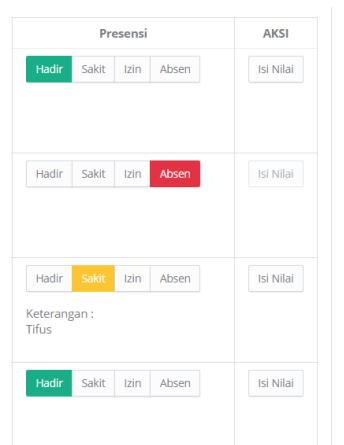 Presensi AKSI
Hadir Sakit Izin Absen Isi Nilai
Hadir Sakit Izin Absen Isi Nilai
Hadir Sakit Izin Absen Isi Nilai
Keterangan :
Tifus
Hadir Sakit Izin Absen Isi Nilai